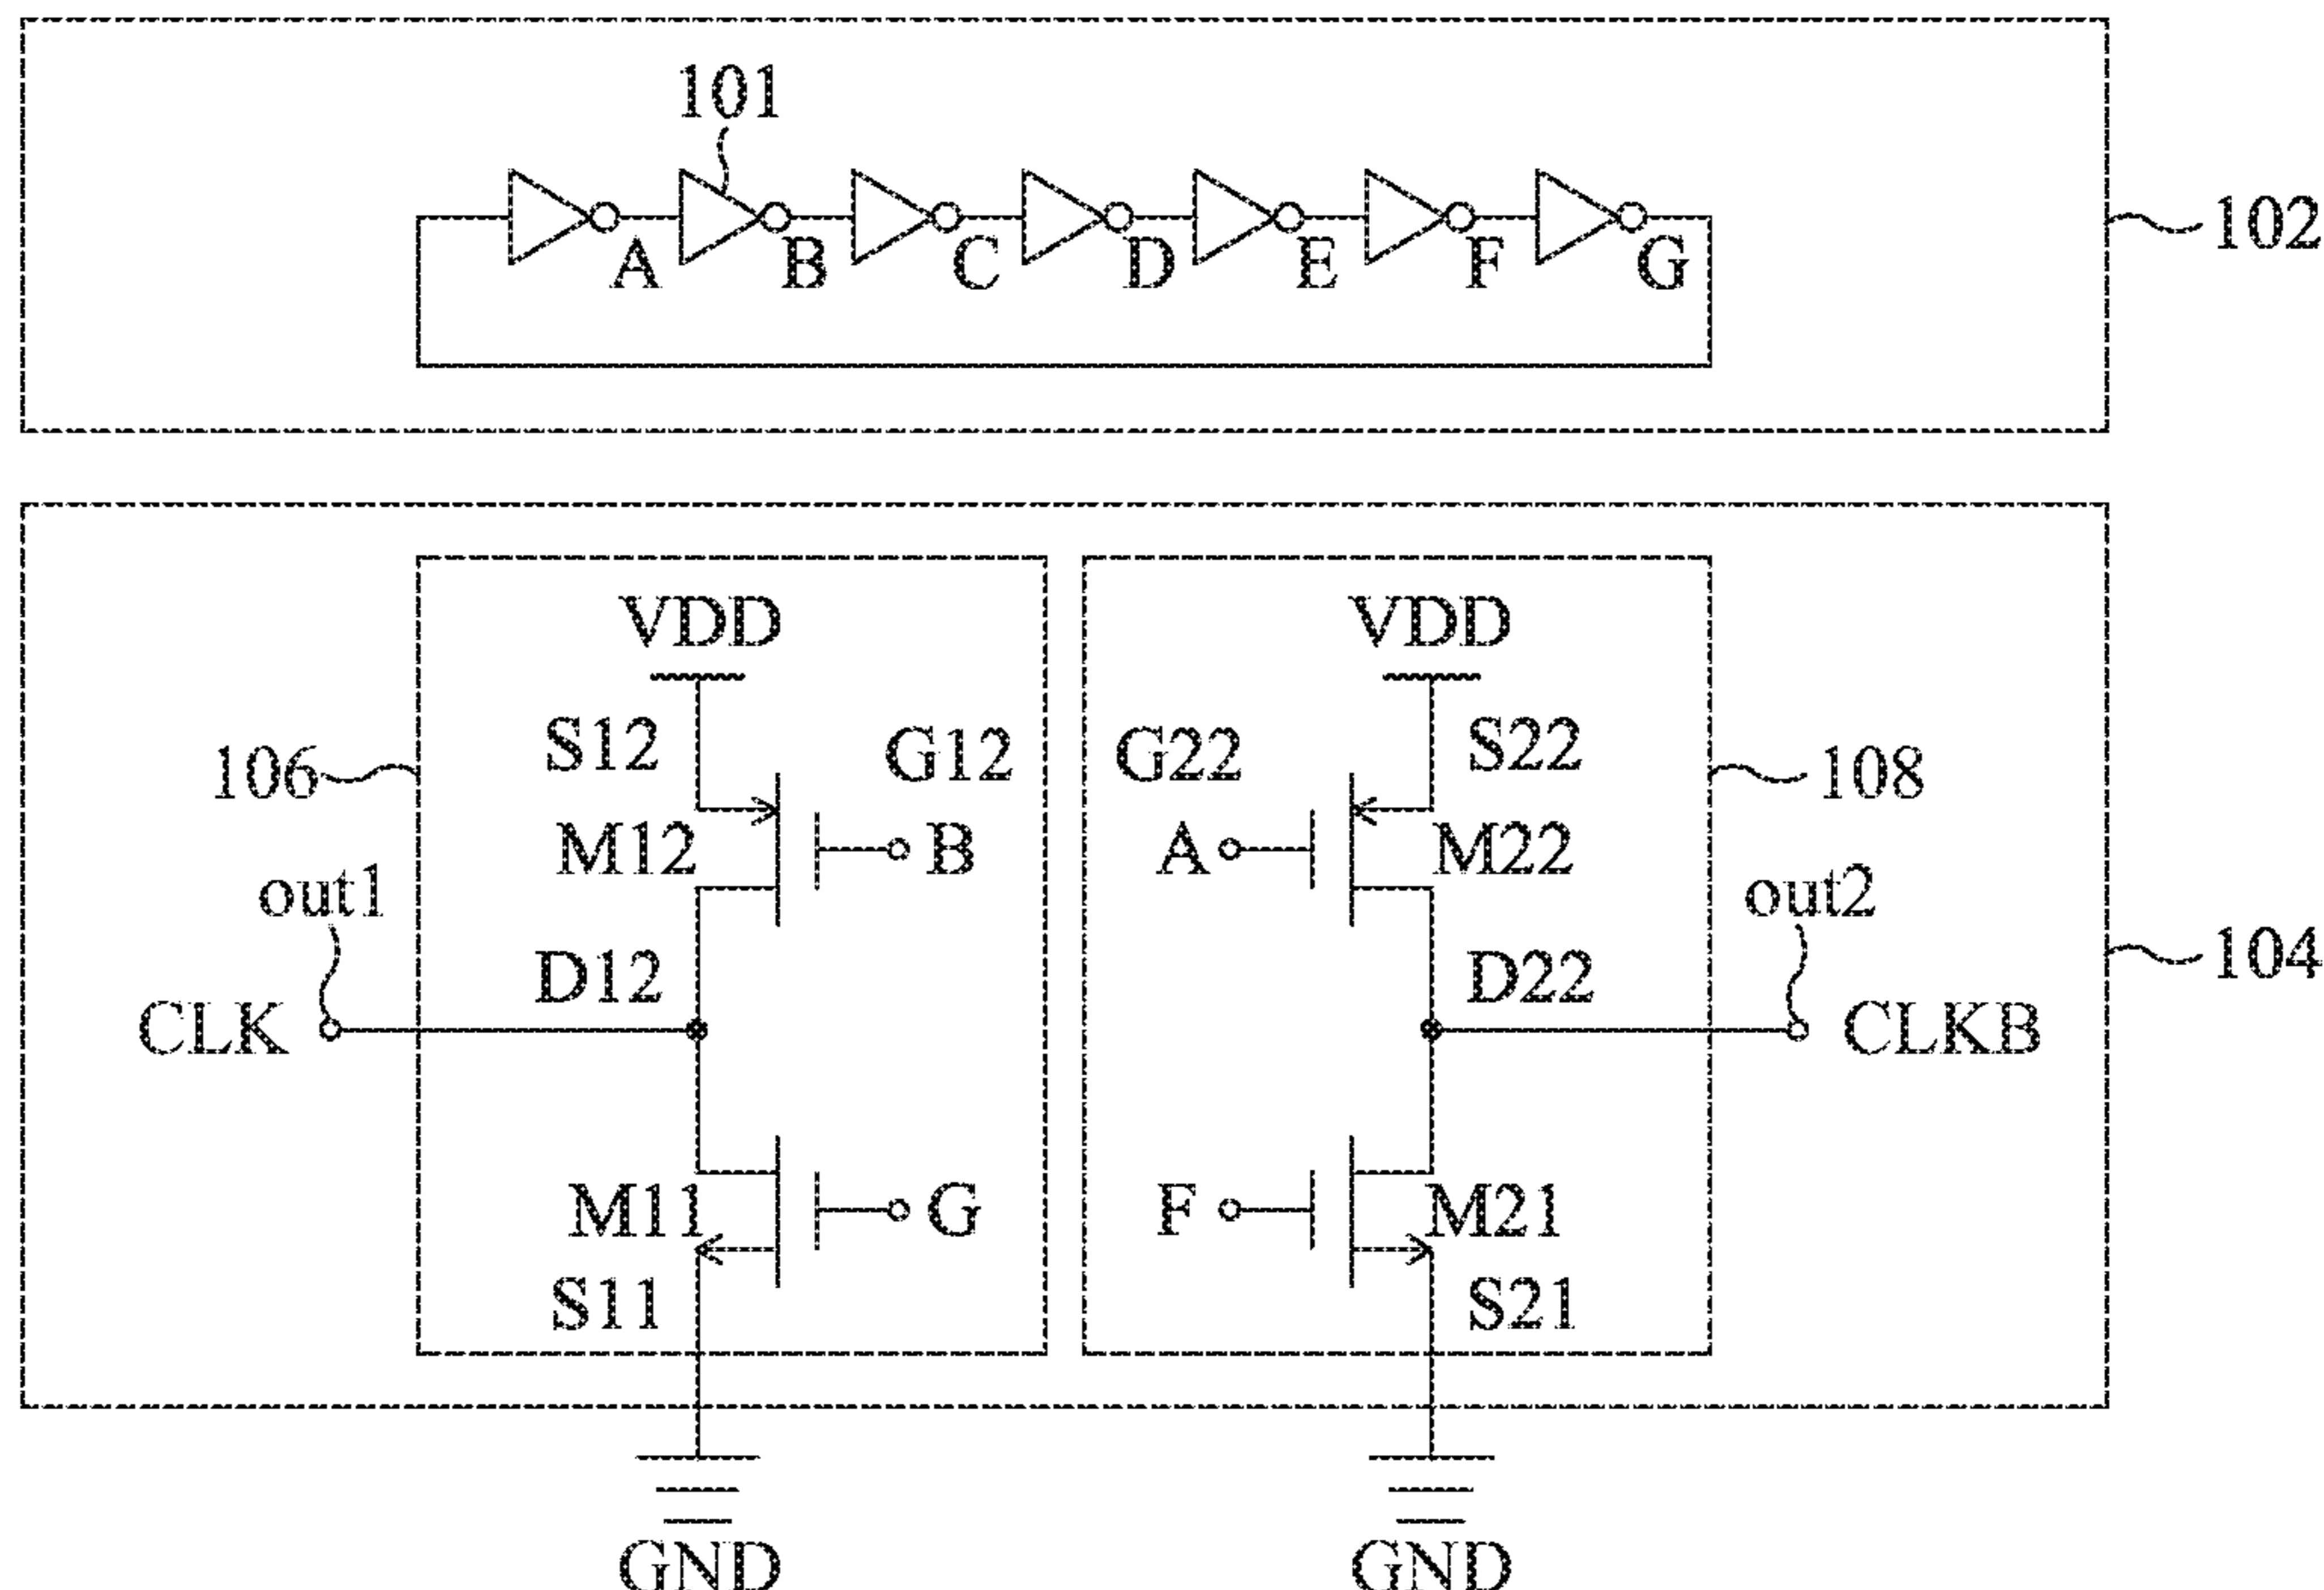 101
A B C D E F G
102
VDD VDD
S12 G12 G22 S22
106 108
M12 B A M22
out1 out2
D12 D22
104
CLK CLKB
M11 G F M21
S11 S21
GND GND